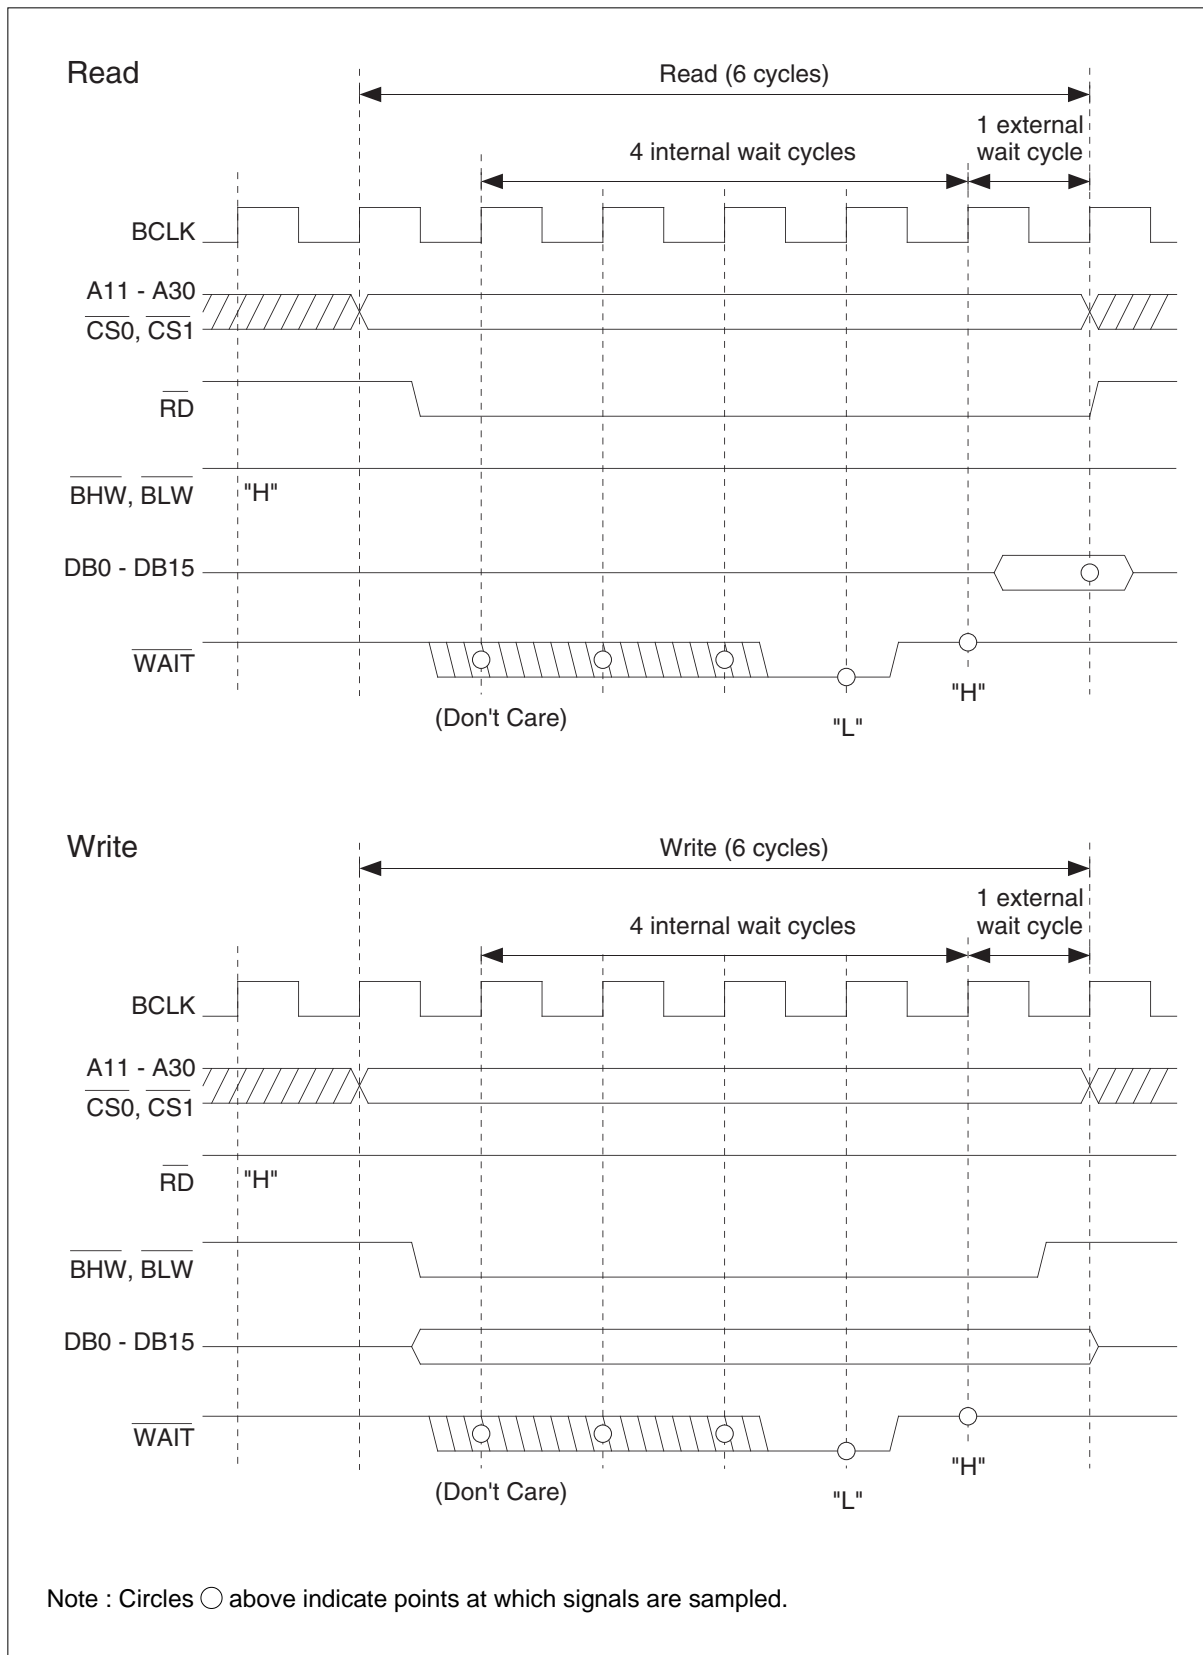 Read
Read (6 cycles)
1 external
4 internal wait cycles
wait cycle
BCLK
A11 - A30
CS0, CS1
RD
BHW, BLW
"H"
DB0 - DB15
WAIT
(Don't Care)
"L"
"H"
Write
Write (6 cycles)
1 external
4 internal wait cycles
wait cycle
BCLK
A11 - A30
CS0, CS1
RD
"H"
BHW, BLW
DB0 - DB15
WAIT
(Don't Care)
"L"
"H"
Note : Circles ○ above indicate points at which signals are sampled.